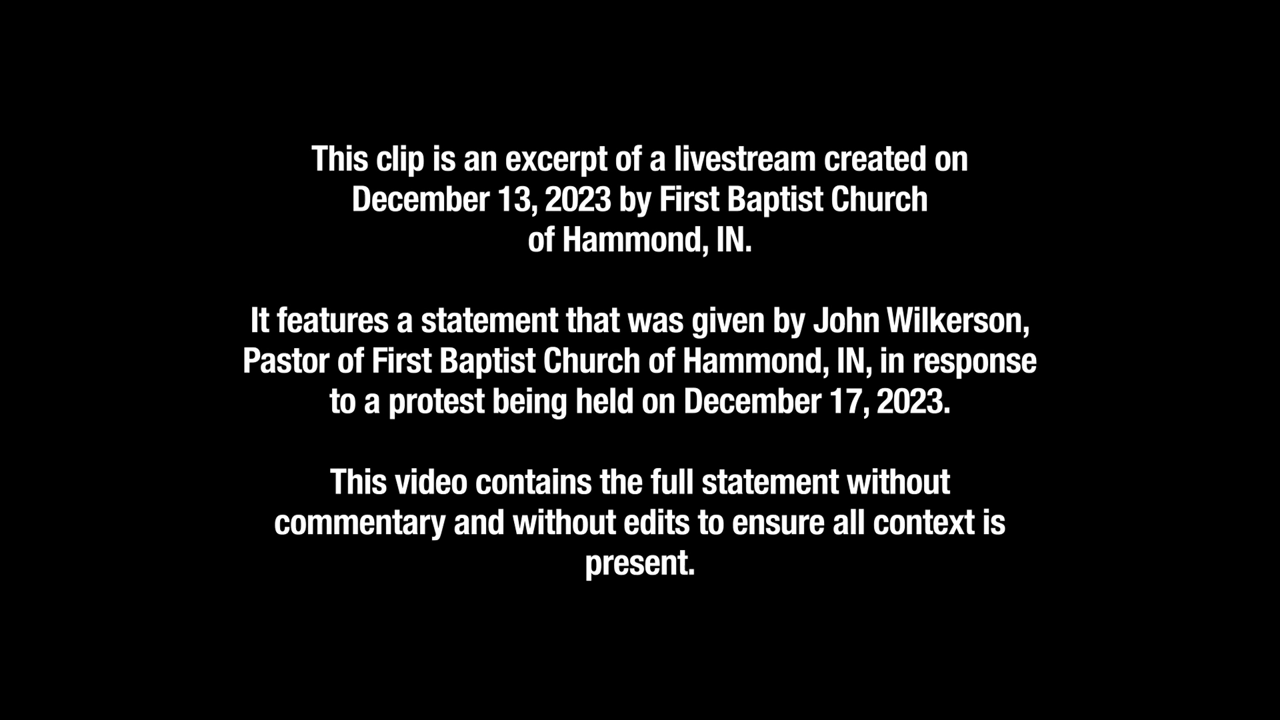 This clip is an excerpt of a livestream created on
December 13, 2023 by First Baptist Church
of Hammond, IN.
It features a statement that was given by John Wilkerson,
Pastor of First Baptist Church of Hammond, IN, in response
to a protest being held on December 17, 2023.
This video contains the full statement without
commentary and without edits to ensure all context is
present.